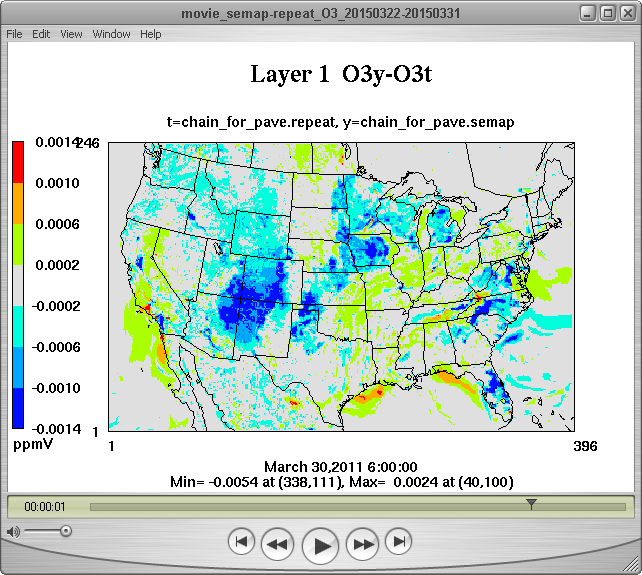 movie_semap-repeat_O3_20150322-20150331
File Edit View Window Help
Layer 1 O3y-O3t
t=chain_for_pave.repeat, y=chain_for_pave.semap
0.0014
246
0.0010
0.0006
0.0002
-0.0002
-0.0006
-0.0010
-0.0014
1
ppmV
1
396
March 30,2011 6:00:00
Min= -0.0054 at (338,111), Max= 0.0024 at (40,100)
00:00:01